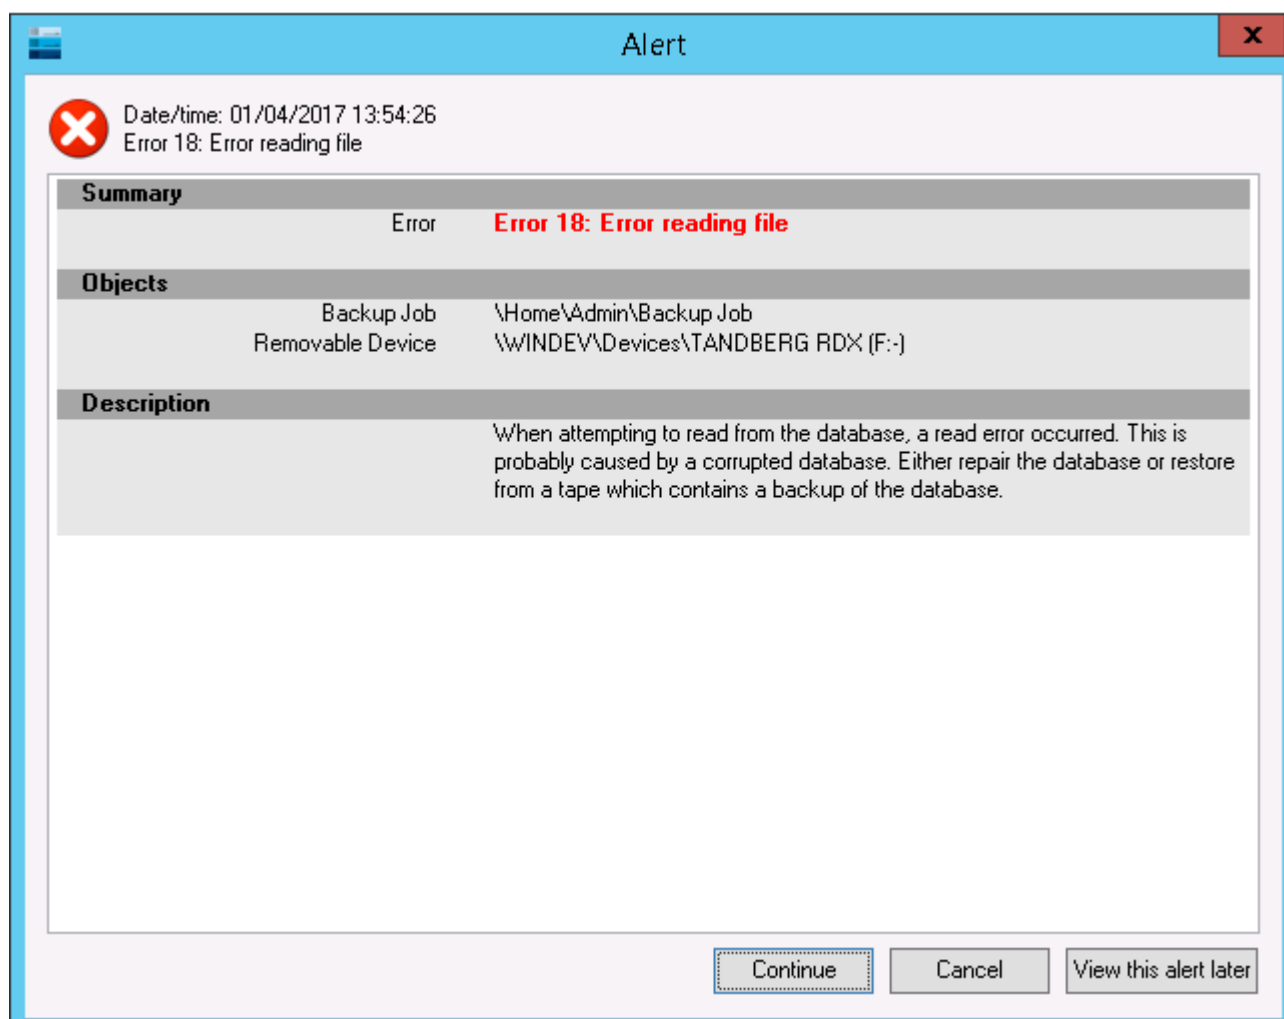 Alert
x
Date/time: 01/04/2017 13:54:26
Error 18: Error reading file
Summary
Error Error 18: Error reading file
Objects
Backup Job \Home\Admin\Backup Job
Removable Device \\WINDEV\Devices\TANDBERG RDX (F:-)
Description
When attempting to read from the database, a read error occurred. This is
probably caused by a corrupted database. Either repair the database or restore
from a tape which contains a backup of the database.
Continue Cancel View this alert later